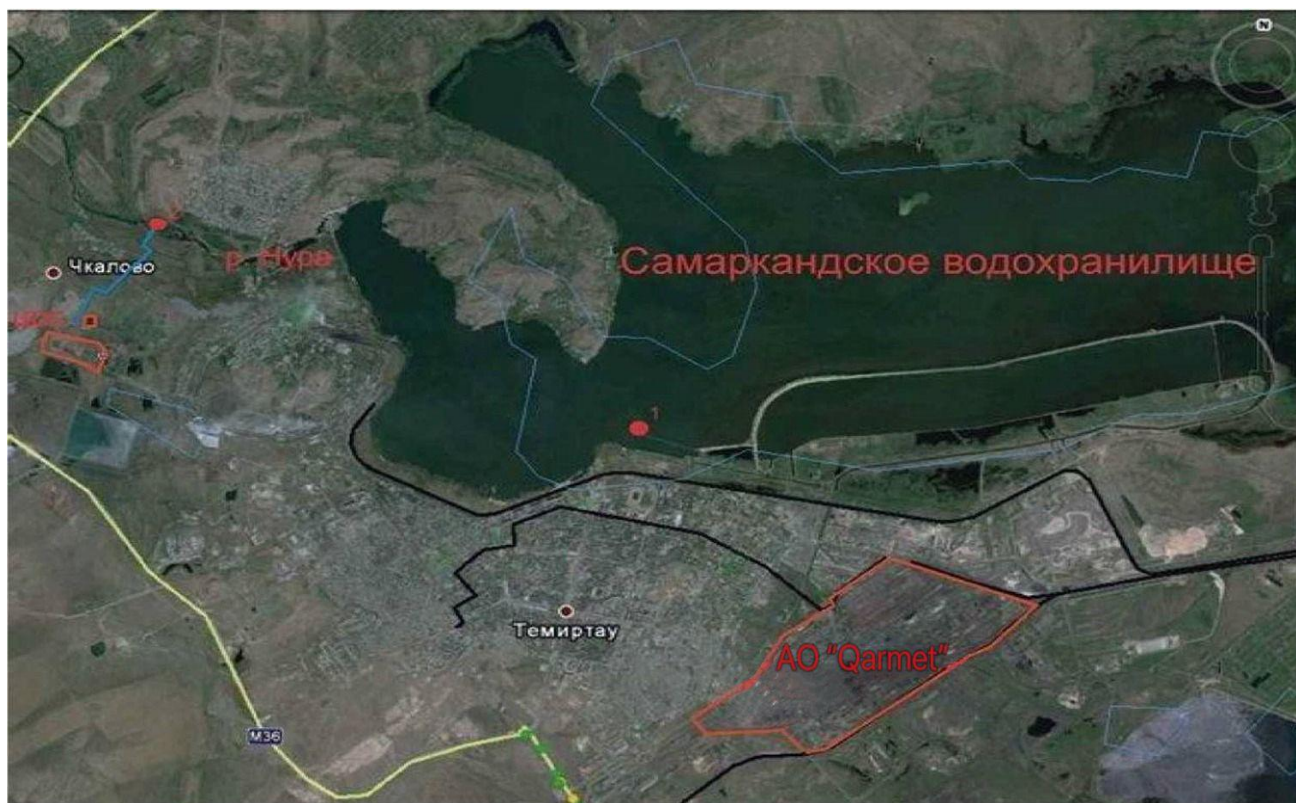 N
р. Нура
Самаркандское водохранилище
Чкалово
1
Темиртау
АО "Qarmet"
M36